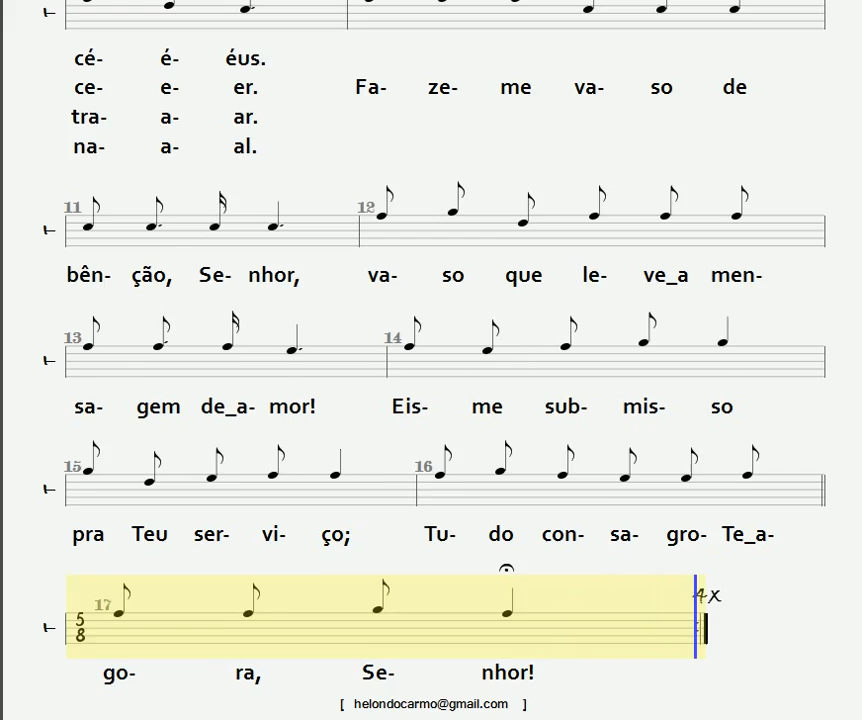 cé- é- éus.
ce- e- er. Fa- ze- me va- so de
tra- a- ar.
na- a- al.
11 12
bên- ção, Se- nhor, va- so que le- ve_a men-
13 14
sa- gem de_a- mor! Eis- me sub- mis- so
15 16
pra Teu ser- vi- ço; Tu- do con- sa- gro- Te_a-
4x
17
5
8
go- ra, Se- nhor!
[ helondocarmo@gmail.com ]